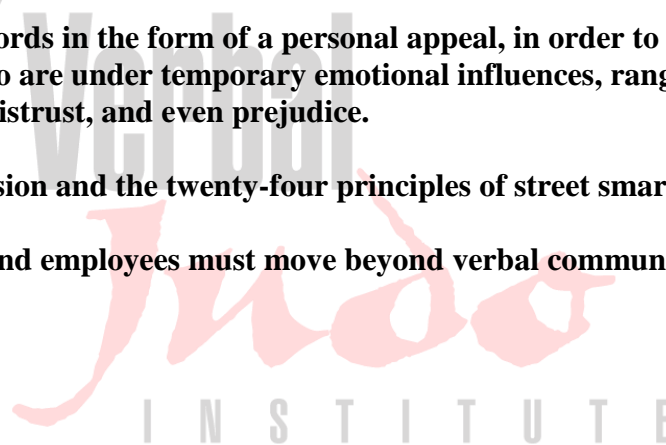 ords in the form of a personal appeal, in order to
o are under temporary emotional influences, rang
istrust, and even prejudice.
sion and the twenty-four principles of street smar
nd employees must move beyond verbal commun
Verbal
Judo
INSTITUTE